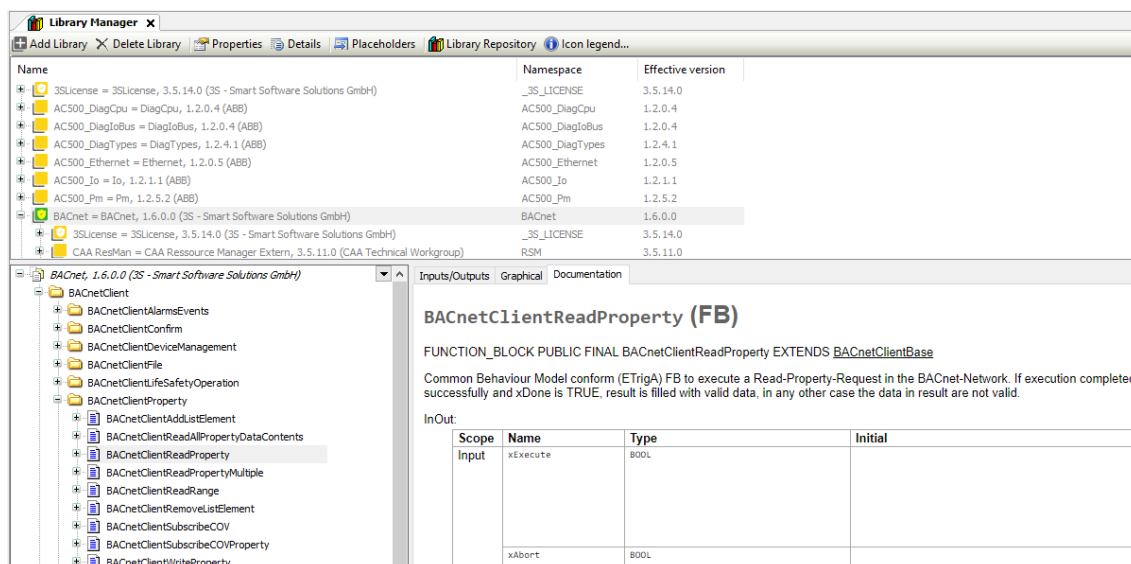 Library Manager
Add Library Delete Library Properties Details Placeholders Library Repository Icon legend...
Name Namespace Effective version
3SLicense = 3SLicense, 3.5.14.0 (3S - Smart Software Solutions GmbH) _3S_LICENSE 3.5.14.0
AC500_DiagCpu = DiagCpu, 1.2.0.4 (ABB) AC500_DiagCpu 1.2.0.4
AC500_DiagIoBus = DiagIoBus, 1.2.0.4 (ABB) AC500_DiagIoBus 1.2.0.4
AC500_DiagTypes = DiagTypes, 1.2.4.1 (ABB) AC500_DiagTypes 1.2.4.1
AC500_Ethernet = Ethernet, 1.2.0.5 (ABB) AC500_Ethernet 1.2.0.5
AC500_Io = Io, 1.2.1.1 (ABB) AC500_Io 1.2.1.1
AC500_Pm = Pm, 1.2.5.2 (ABB) AC500_Pm 1.2.5.2
BACnet = BACnet, 1.6.0.0 (3S - Smart Software Solutions GmbH) BACnet 1.6.0.0
3SLicense = 3SLicense, 3.5.14.0 (3S - Smart Software Solutions GmbH) _3S_LICENSE 3.5.14.0
CAA ResMan = CAA Ressource Manager Extern, 3.5.11.0 (CAA Technical Workgroup) RSM 3.5.11.0
BACnet, 1.6.0.0 (3S - Smart Software Solutions GmbH)
BACnetClient
BACnetClientAlarmsEvents
BACnetClientConfirm
BACnetClientDeviceManagement
BACnetClientFile
BACnetClientLifeSafetyOperation
BACnetClientProperty
BACnetClientAddListElement
BACnetClientReadAllPropertyDataContents
BACnetClientReadProperty
BACnetClientReadPropertyMultiple
BACnetClientReadRange
BACnetClientRemoveListElement
BACnetClientSubscribeCOV
BACnetClientSubscribeCOVProperty
BACnetClientWriteProperty
Inputs/Outputs Graphical Documentation
BACnetClientReadProperty (FB)
FUNCTION_BLOCK PUBLIC FINAL BACnetClientReadProperty EXTENDS BACnetClientBase
Common Behaviour Model conform (ETrigA) FB to execute a Read-Property-Request in the BACnet-Network. If execution completed
successfully and xDone is TRUE, result is filled with valid data, in any other case the data in result are not valid.
InOut:
Scope Name Type Initial
Input xExecute BOOL
xAbort BOOL